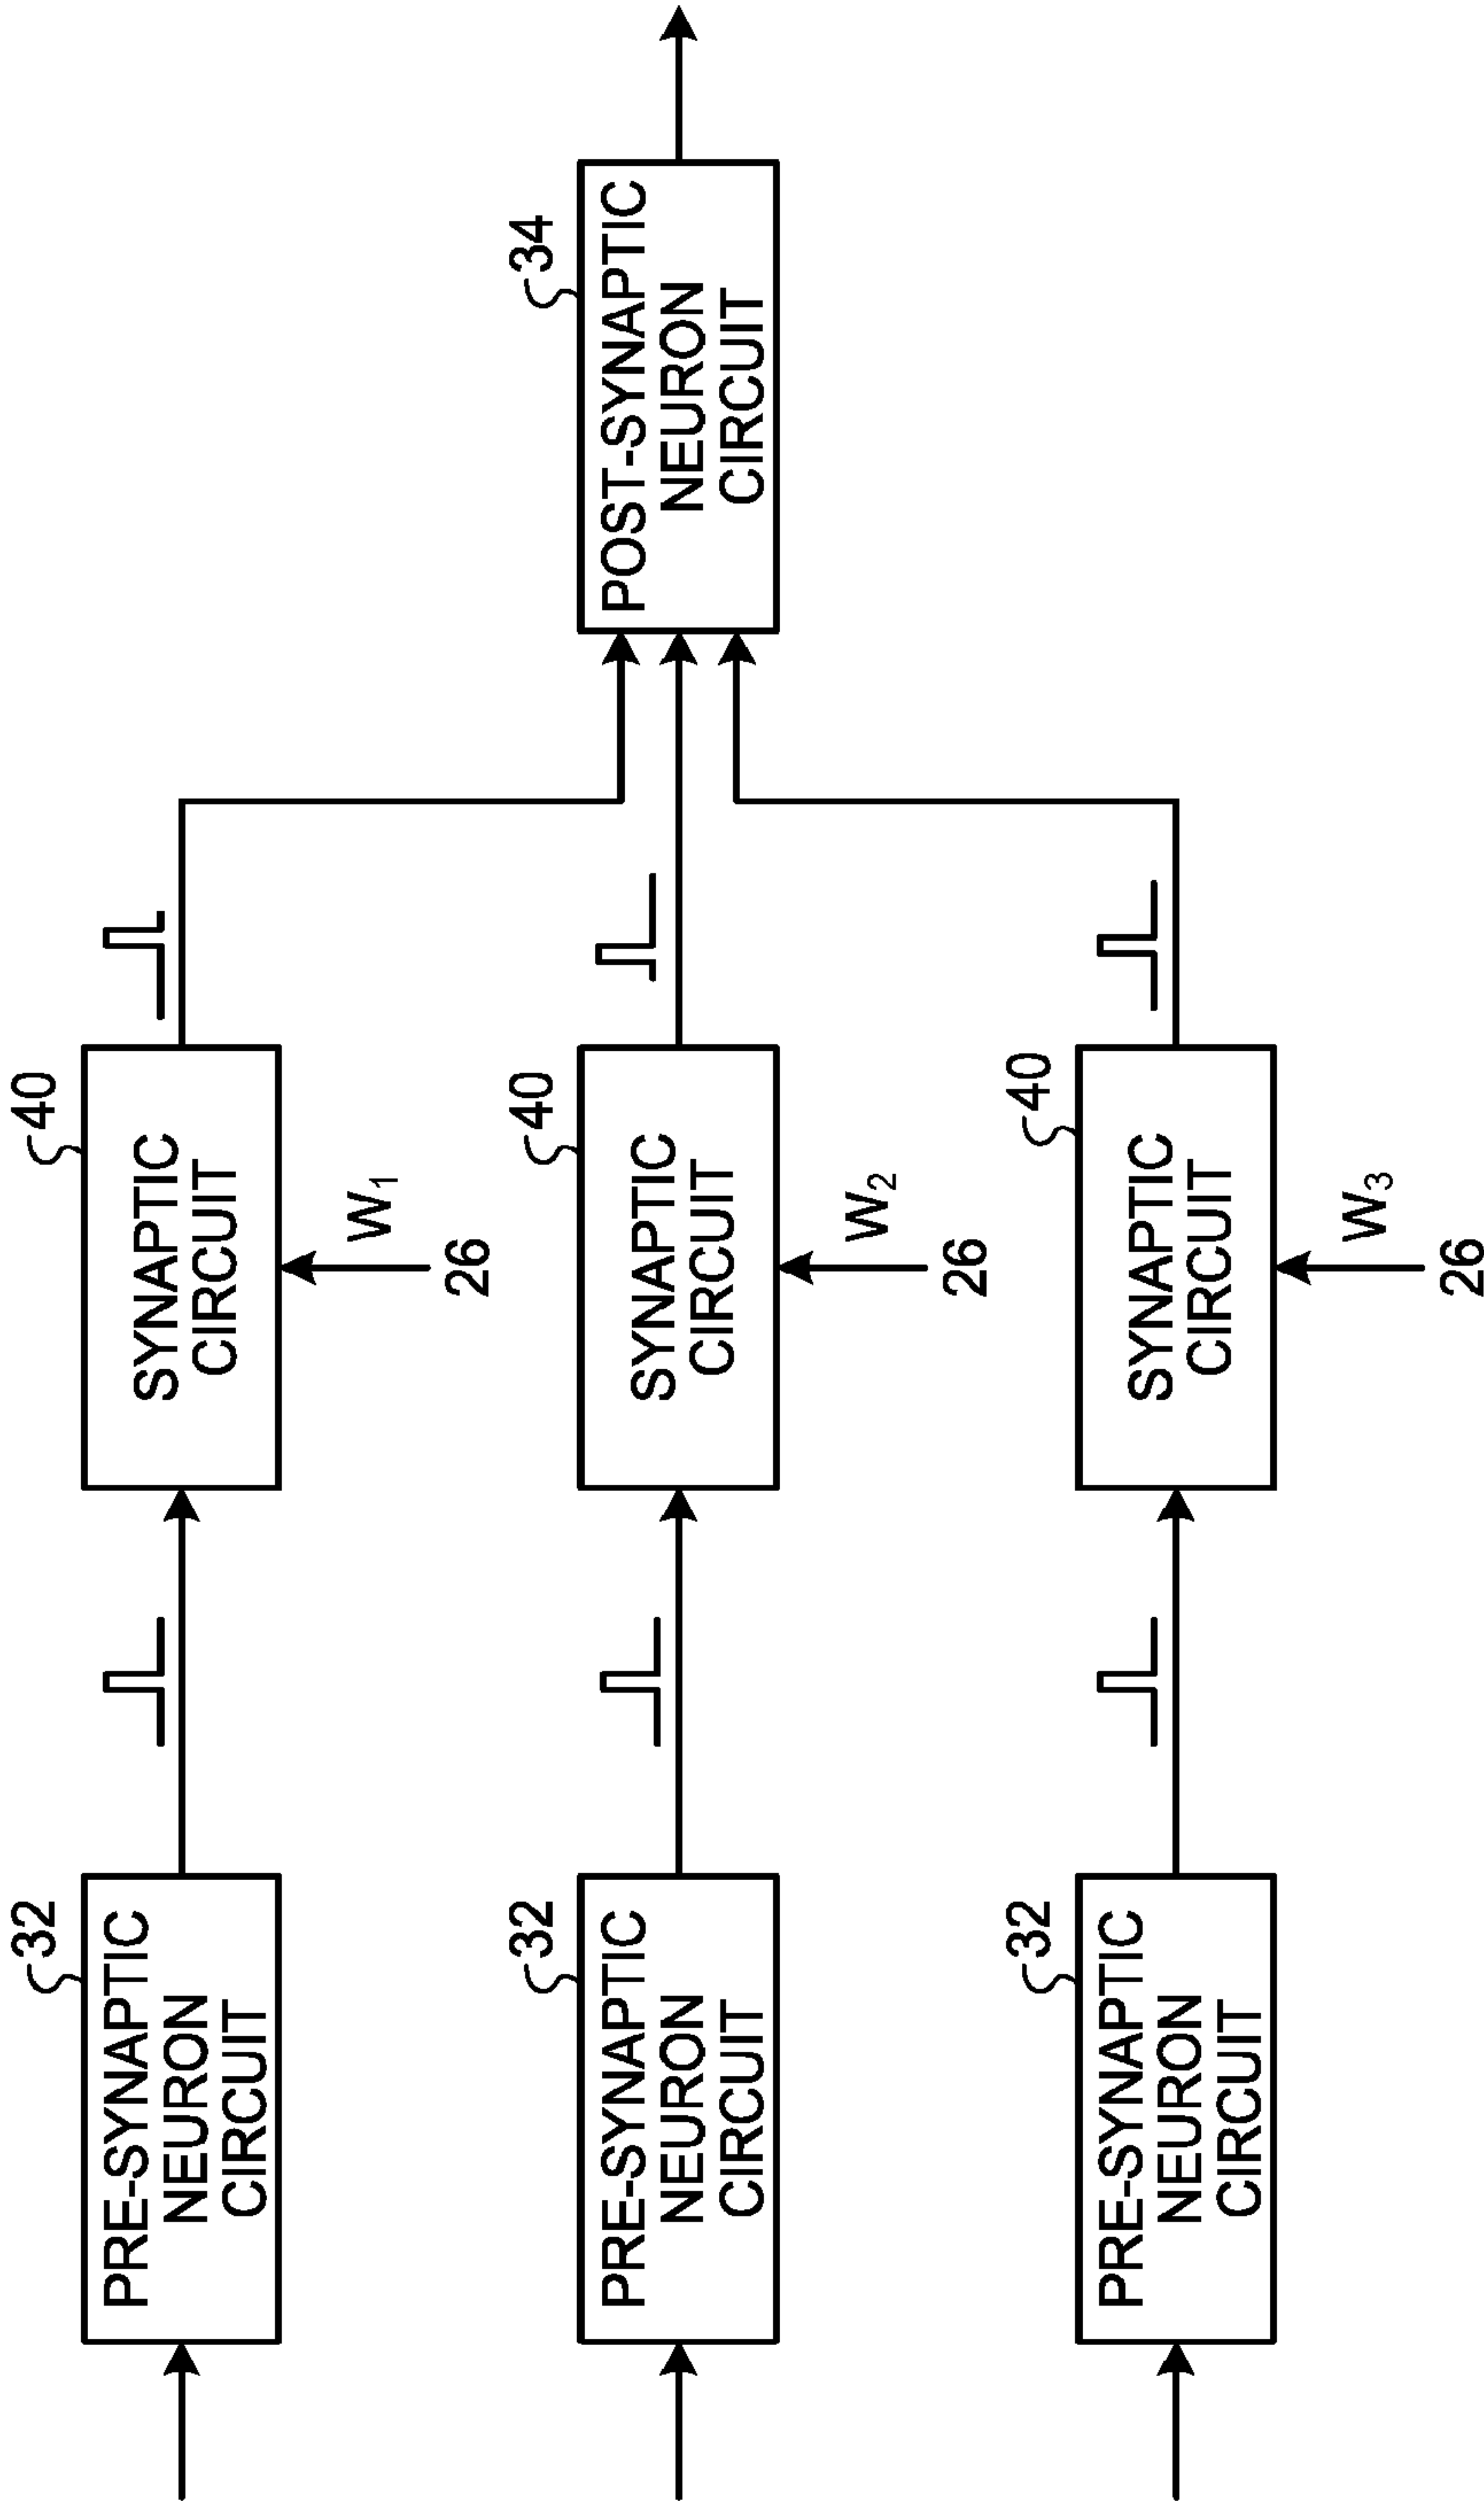 32
PRE-SYNAPTIC
NEURON
CIRCUIT
40
SYNAPTIC
CIRCUIT
W1
26
32
PRE-SYNAPTIC
NEURON
CIRCUIT
40
SYNAPTIC
CIRCUIT
W2
26
34
POST-SYNAPTIC
NEURON
CIRCUIT
32
PRE-SYNAPTIC
NEURON
CIRCUIT
40
SYNAPTIC
CIRCUIT
W3
26